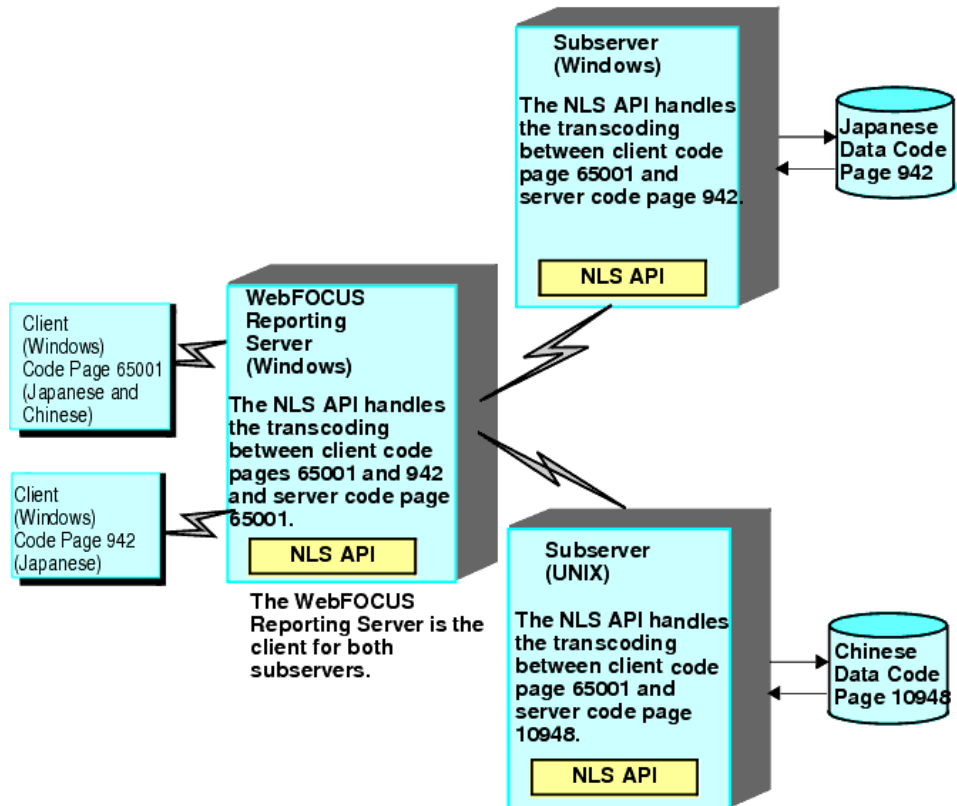 Subserver
(Windows)
The NLS API handles
the transcoding
between client code
page 65001 and
server code page 942.
NLS API
Japanese
Data Code
Page 942
Client
(Windows)
Code Page 65001
(Japanese and
Chinese)
Client
(Windows)
Code Page 942
(Japanese)
WebFOCUS
Reporting
Server
(Windows)
The NLS API handles
the transcoding
between client code
pages 65001 and 942
and server code page
65001.
NLS API
The WebFOCUS
Reporting Server is the
client for both
subservers.
Subserver
(UNIX)
The NLS API handles
the transcoding
between client code
page 65001 and
server code page
10948.
NLS API
Chinese
Data Code
Page 10948